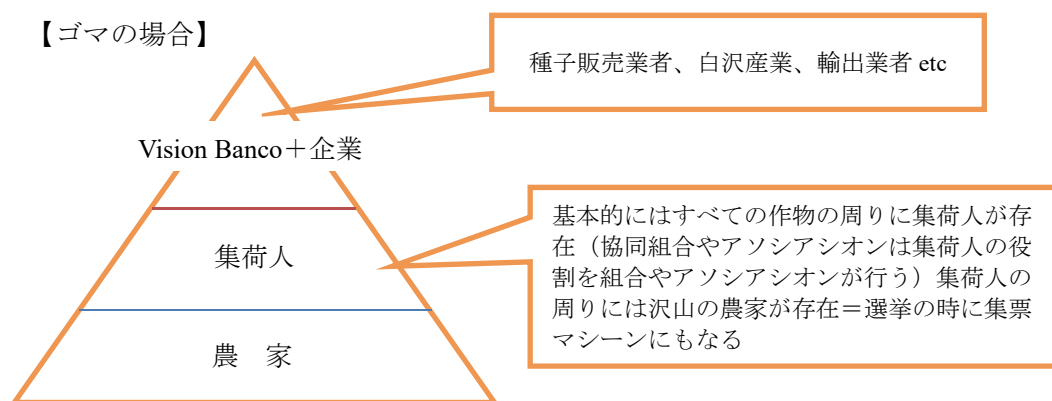 【ゴマの場合】
種子販売業者、白沢産業、輸出業者 etc
Vision Banco＋企業
集荷人
基本的にはすべての作物の周りに集荷人が存
在（協同組合やアソシアシオンは集荷人の役
割を組合やアソシアシオンが行う）集荷人の
周りには沢山の農家が存在＝選挙の時に集票
マシーンにもなる
農　家